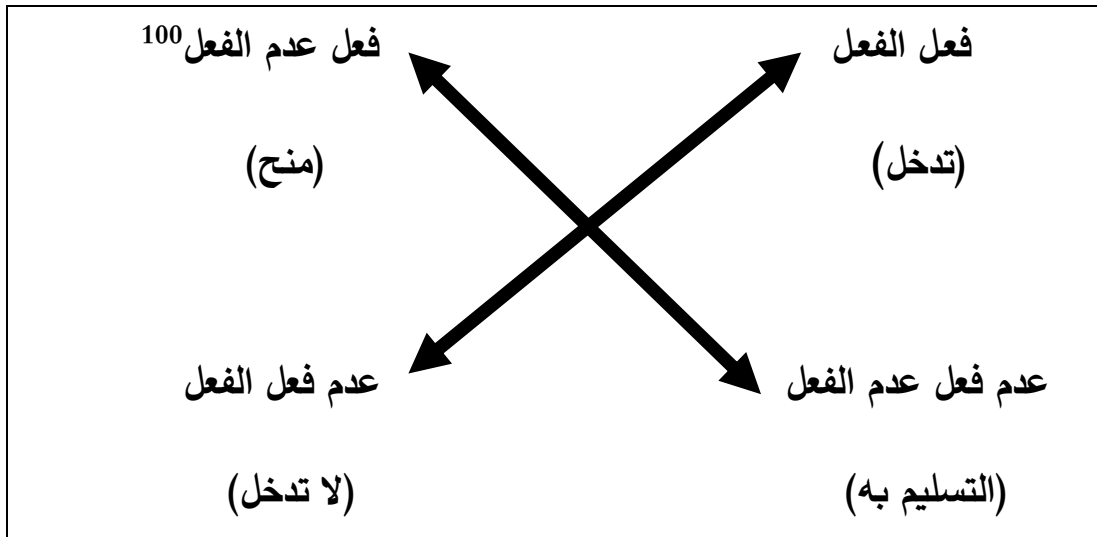 فعل الفعل
فعل عدم الفعل100
(تدخل)
(منح)
عدم فعل عدم الفعل
عدم فعل الفعل
(التسليم به)
(لا تدخل)